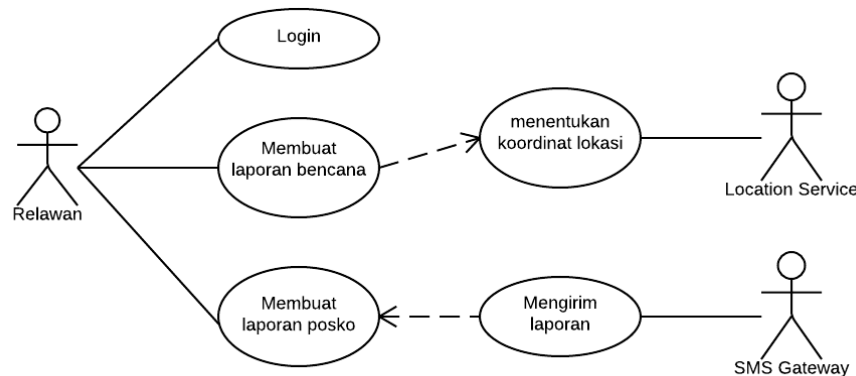 Login
Membuat
laporan bencana
menentukan
koordinat lokasi
Relawan
Location Service
Membuat
laporan posko
Mengirim
laporan
SMS Gateway